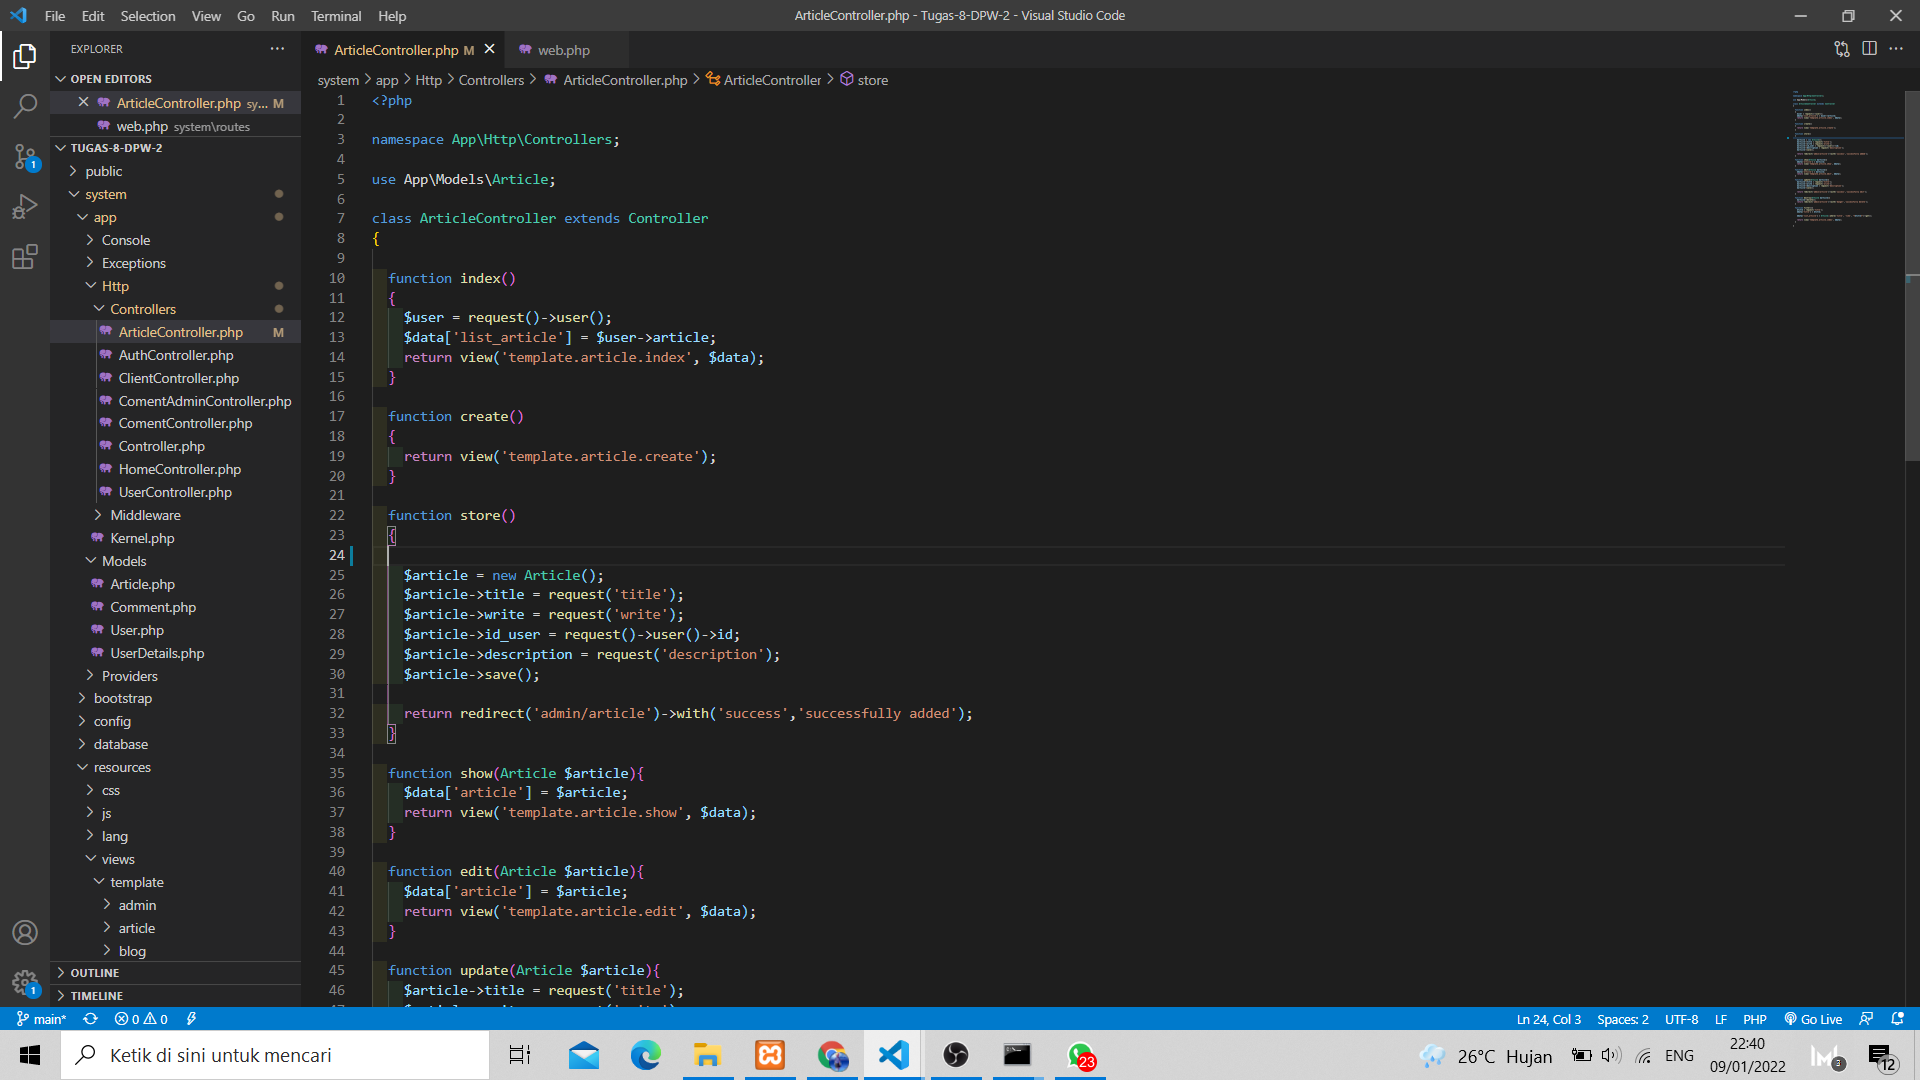 File Edit Selection View Go Run Terminal Help
ArticleController.php - Tugas-8-DPW-2 - Visual Studio Code
EXPLORER
OPEN EDITORS
ArticleController.php sy... M
web.php system\routes
TUGAS-8-DPW-2
public
system
app
Console
Exceptions
Http
Controllers
ArticleController.php M
AuthController.php
ClientController.php
ComentAdminController.php
ComentController.php
Controller.php
HomeController.php
UserController.php
Middleware
Kernel.php
Models
Article.php
Comment.php
User.php
UserDetails.php
Providers
bootstrap
config
database
resources
css
js
lang
views
template
admin
article
blog
OUTLINE
TIMELINE
1
1
ArticleController.php M
web.php
system > app > Http > Controllers > ArticleController.php > ArticleController > store
1 <?php
2
3 namespace App\Http\Controllers;
4
5 use App\Models\Article;
6
7 class ArticleController extends Controller
8 {
9
10 function index()
11 {
12 $user = request()->user();
13 $data['list_article'] = $user->article;
14 return view('template.article.index', $data);
15 }
16
17 function create()
18 {
19 return view('template.article.create');
20 }
21
22 function store()
23 {
24
25 $article = new Article();
26 $article->title = request('title');
27 $article->write = request('write');
28 $article->id_user = request()->user()->id;
29 $article->description = request('description');
30 $article->save();
31
32 return redirect('admin/article')->with('success','successfully added');
33 }
34
35 function show(Article $article){
36 $data['article'] = $article;
37 return view('template.article.show', $data);
38 }
39
40 function edit(Article $article){
41 $data['article'] = $article;
42 return view('template.article.edit', $data);
43 }
44
45 function update(Article $article){
46 $article->title = request('title');
main* 0 0
Ln 24, Col 3 Spaces: 2 UTF-8 LF PHP Go Live
Ketik di sini untuk mencari
23
26°C Hujan
ENG
22:40
09/01/2022
3
12